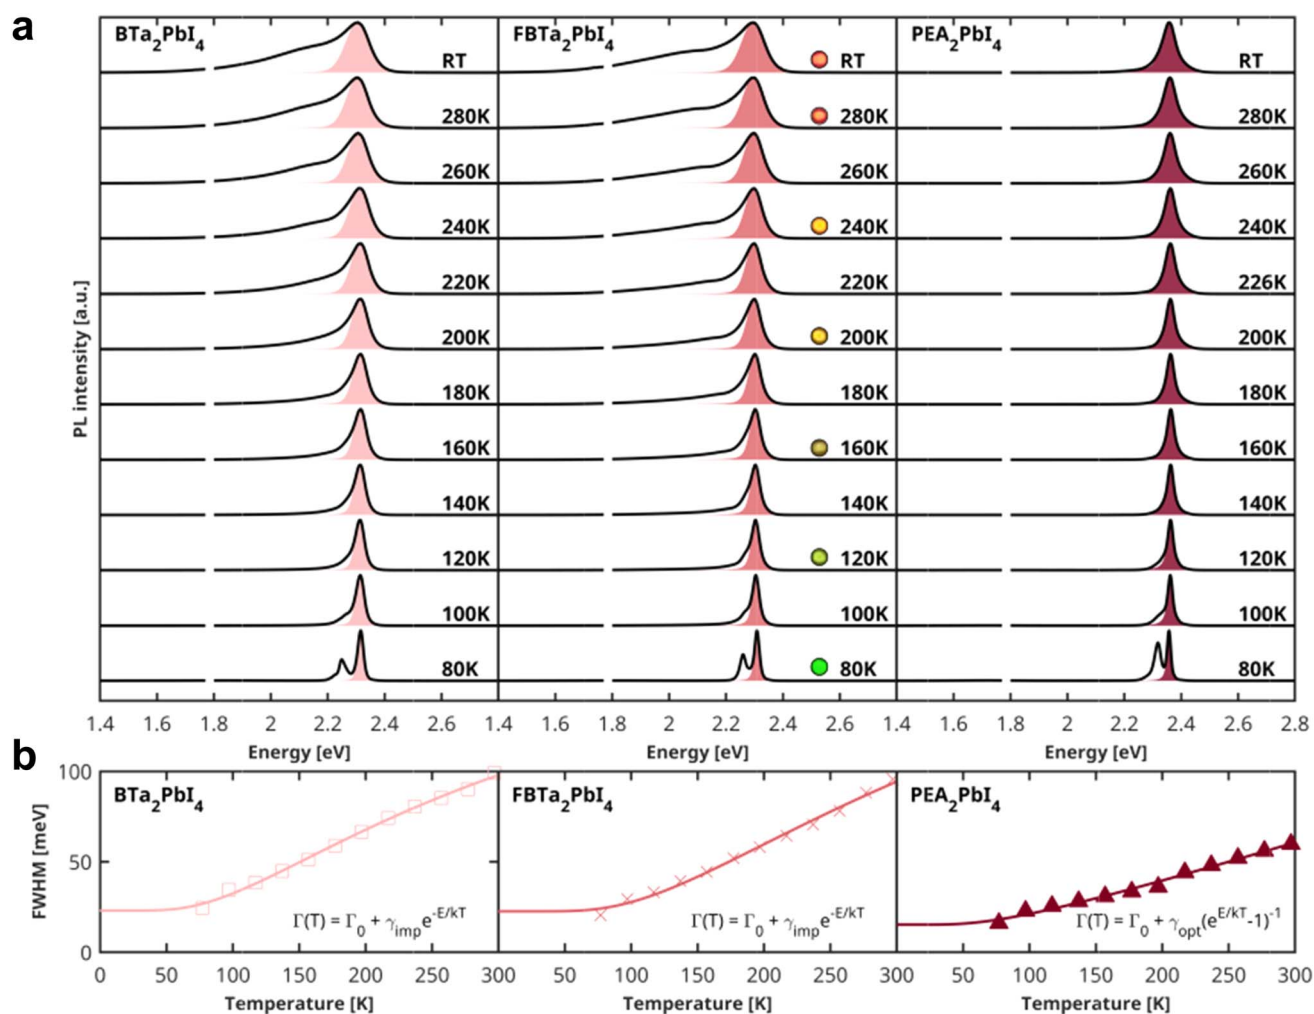 a
BTa₂PbI₄
FBTa₂PbI₄
PEA₂PbI₄
RT
RT
RT
280K
280K
280K
260K
260K
260K
240K
240K
240K
220K
220K
226K
200K
200K
200K
180K
180K
180K
160K
160K
160K
140K
140K
140K
120K
120K
120K
100K
100K
100K
80K
80K
80K
PL intensity [a.u.]
1.4 1.6 1.8 2 2.2 2.4 2.6 1.4 1.6 1.8 2 2.2 2.4 2.6 1.4 1.6 1.8 2 2.2 2.4 2.6 2.8
Energy [eV] Energy [eV] Energy [eV]
b
BTa₂PbI₄
FBTa₂PbI₄
PEA₂PbI₄
FWHM [meV]
100
50
0
Γ(T) = Γ₀ + γ_imp e^-E/kT
Γ(T) = Γ₀ + γ_imp e^-E/kT
Γ(T) = Γ₀ + γ_opt(e^E/kT-1)^-1
0 50 100 150 200 250 300 50 100 150 200 250 300 50 100 150 200 250 300
Temperature [K] Temperature [K] Temperature [K]